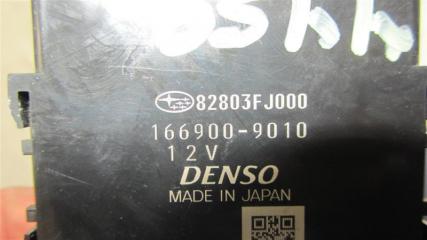 82803FJ000
166900-9010
12V
DENSO
MADE IN JAPAN